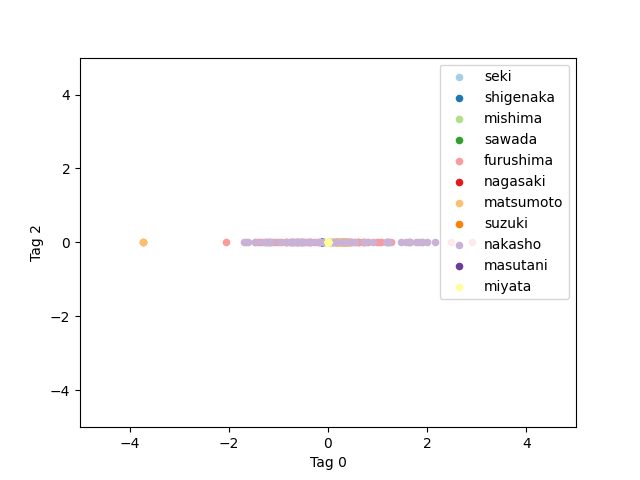 seki
shigenaka
mishima
sawada
furushima
nagasaki
matsumoto
suzuki
nakasho
masutani
miyata
4
2
0
−2
−4
Tag 2
−4 −2 0 2 4
Tag 0